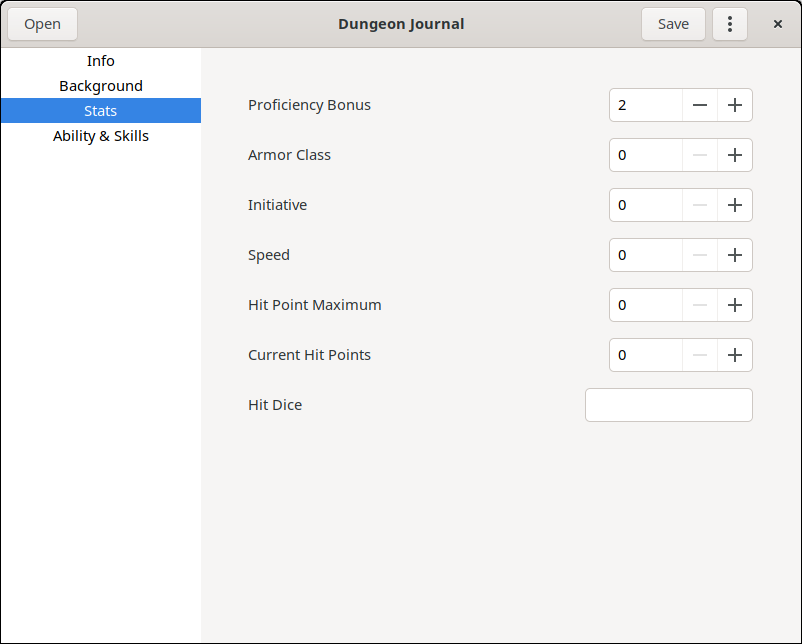 Open Dungeon Journal Save
Info
Background
Stats
Ability & Skills
Proficiency Bonus 2
Armor Class 0
Initiative 0
Speed 0
Hit Point Maximum 0
Current Hit Points 0
Hit Dice